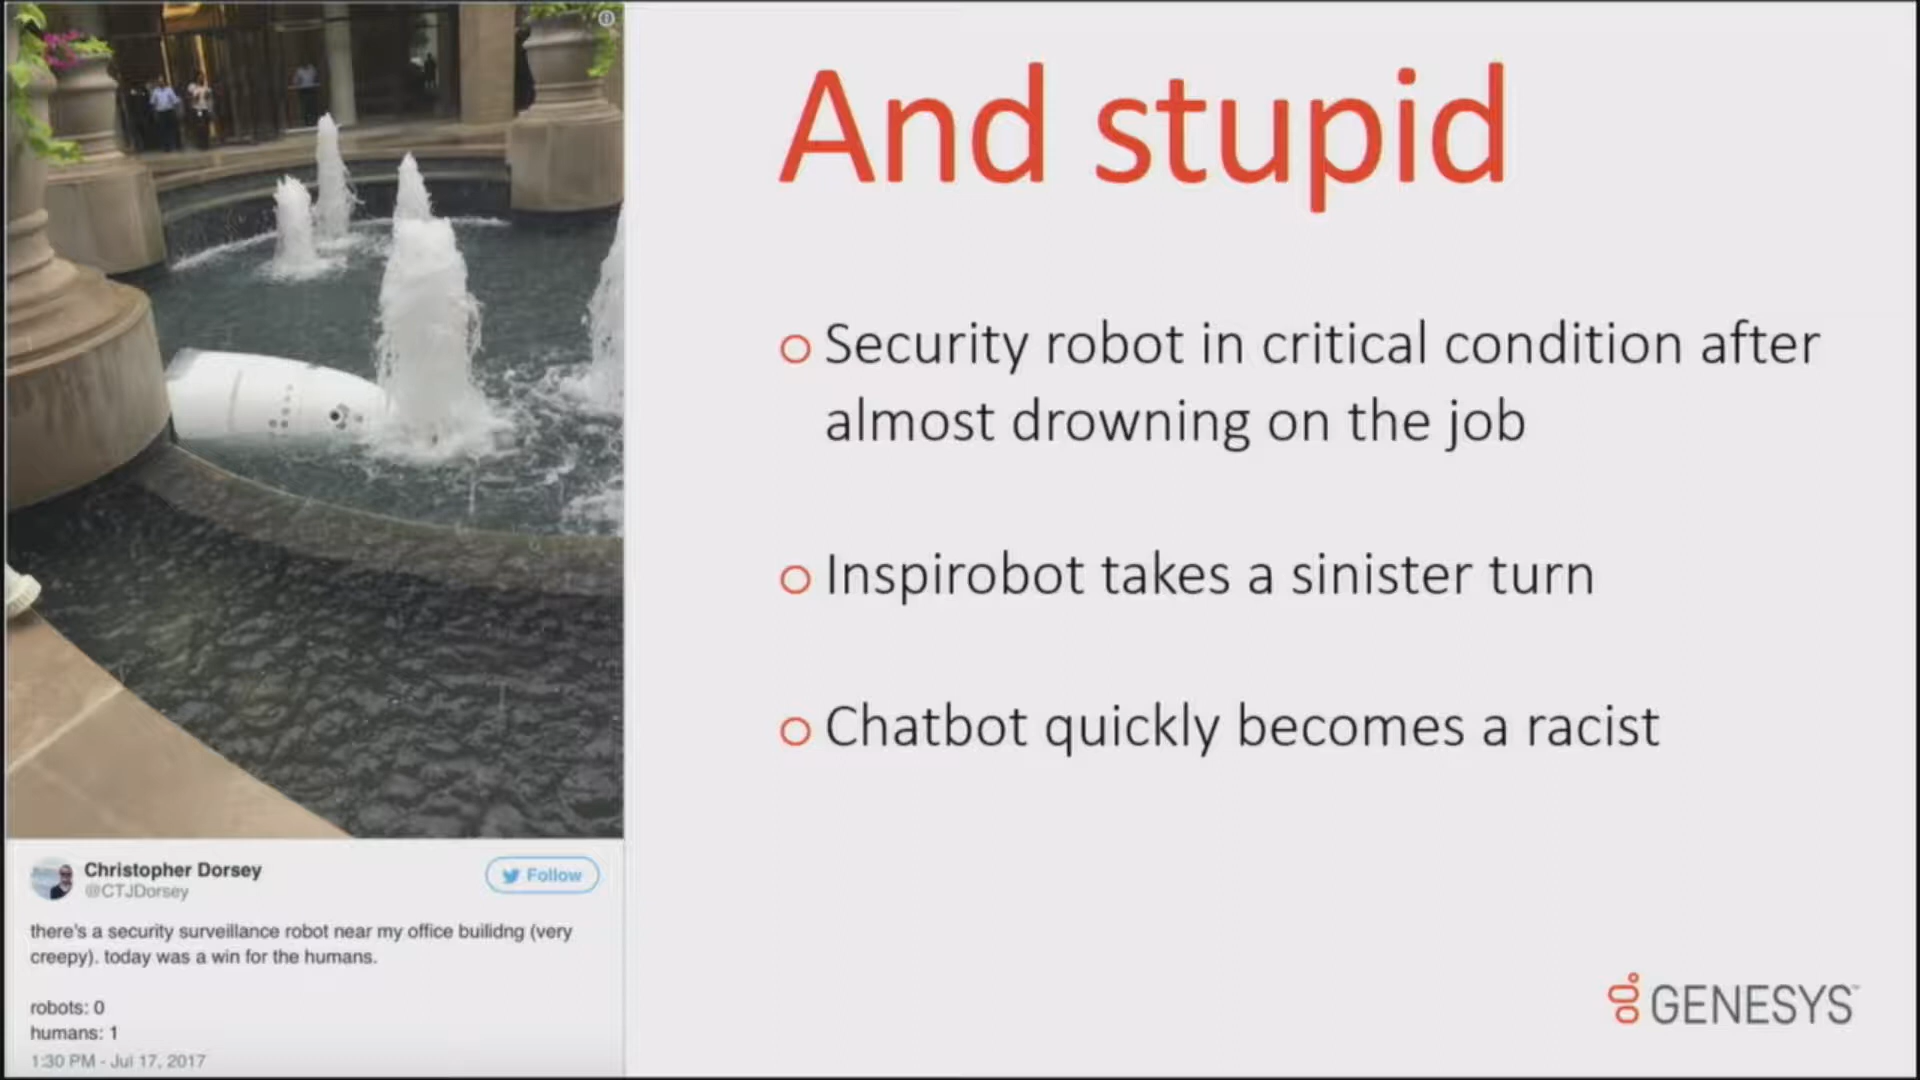 And stupid
Security robot in critical condition after
almost drowning on the job
Inspirobot takes a sinister turn
Chatbot quickly becomes a racist
Christopher Dorsey
@CTJDorsey
Follow
there's a security surveillance robot near my office builidng (very
creepy). today was a win for the humans.
robots: 0
humans: 1
1:30 PM - Jul 17, 2017
GENESYS™